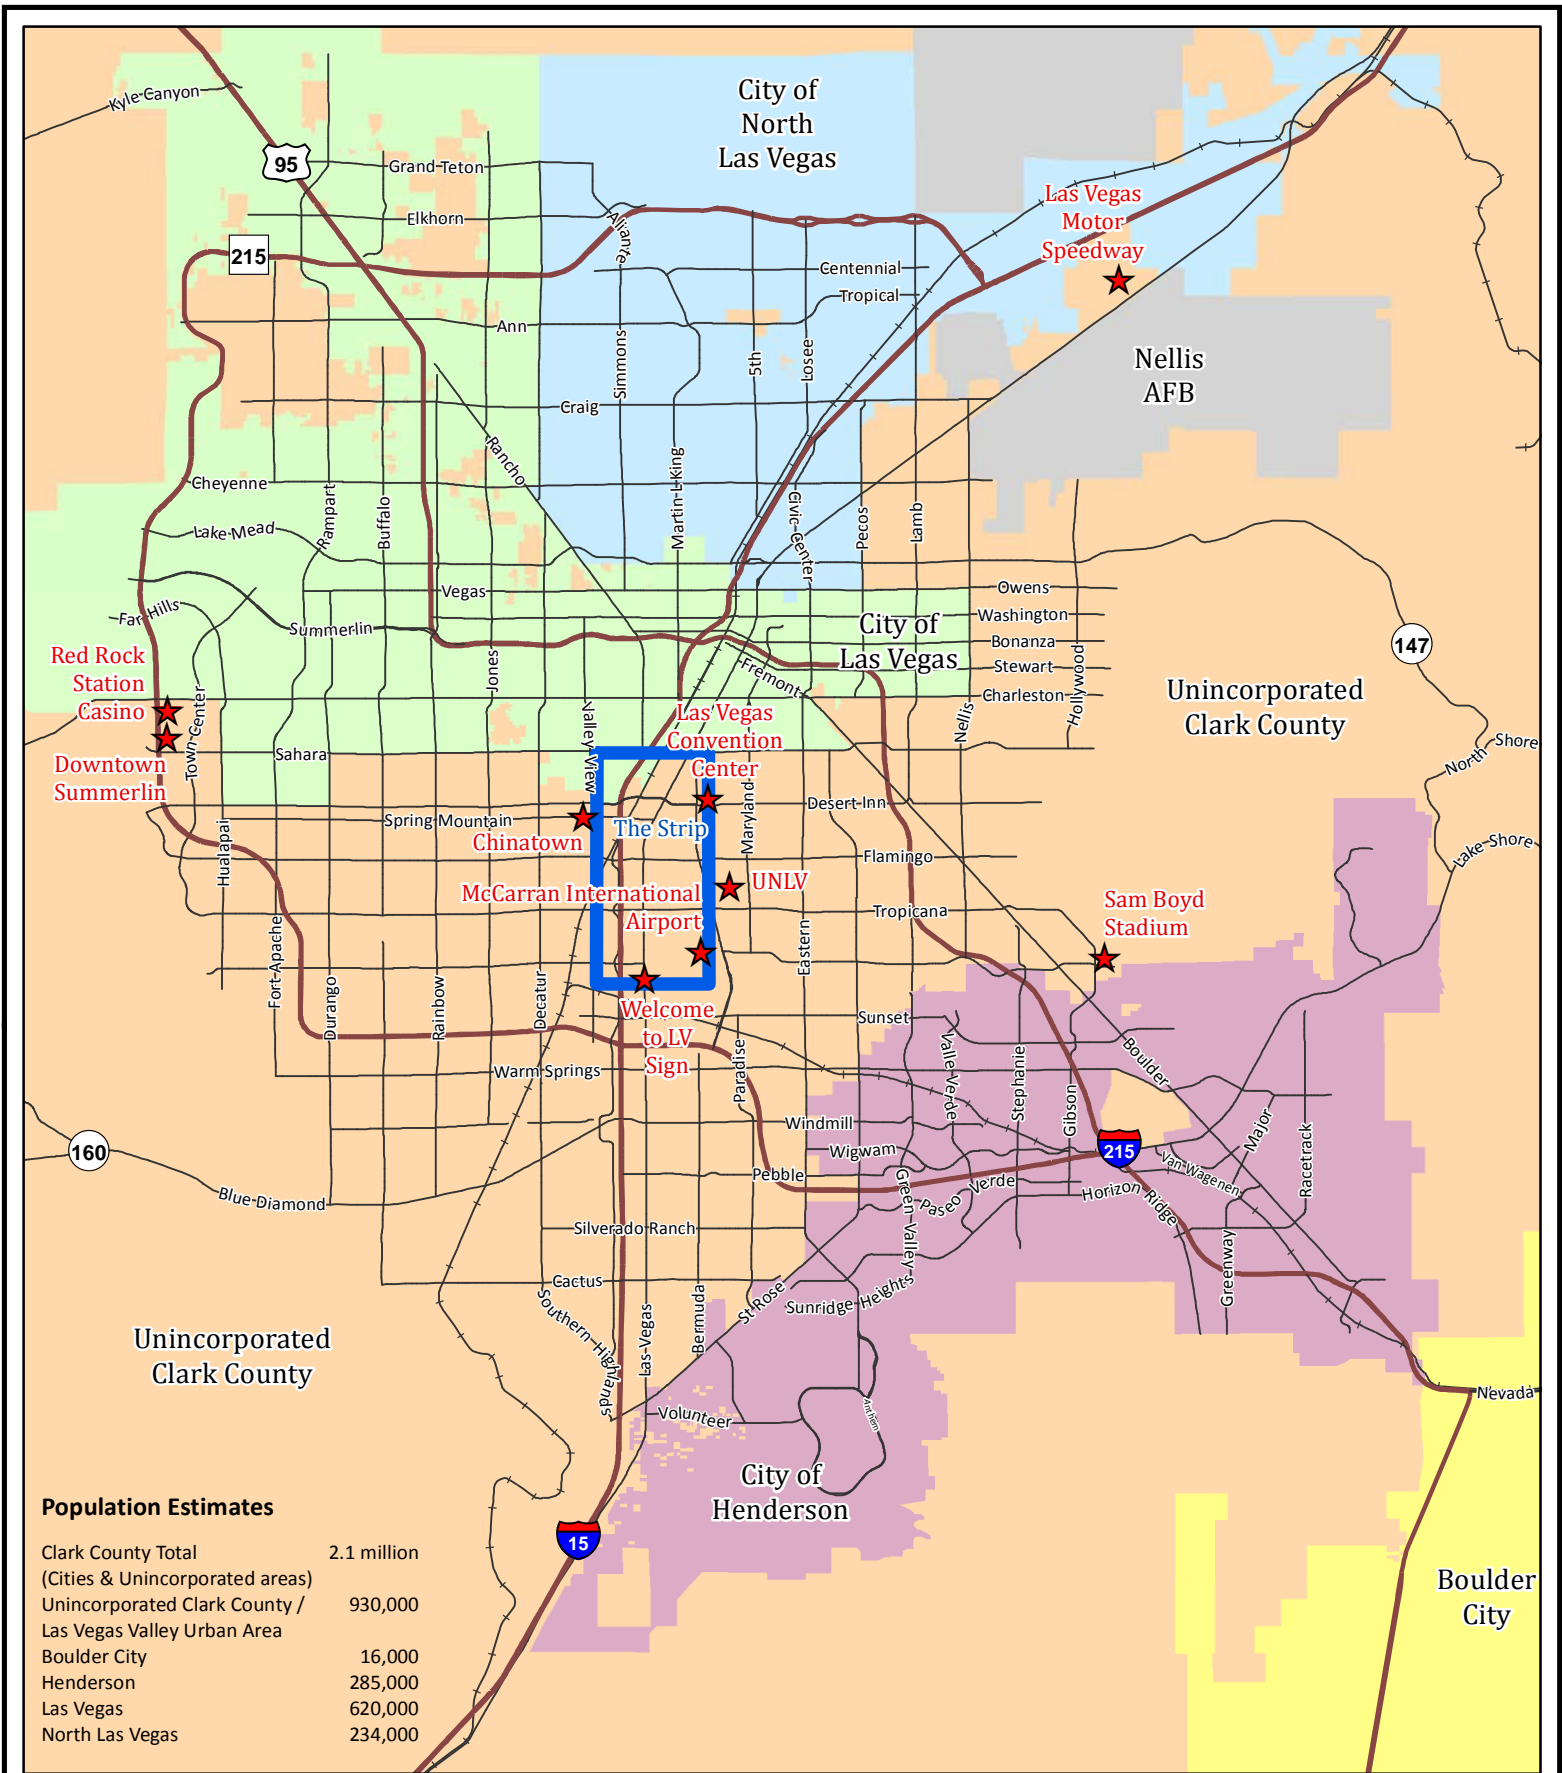 Kyle Canyon
City of
North
Las Vegas
95
Grand Teton
Elkhorn
Aliante
215
Las Vegas
Motor
Speedway
Centennial
Tropical
Ann
Simmons
5th
Losee
Nellis
AFB
Craig
Rancho
Cheyenne
Martin L King
Civic Center
Pecos
Lamb
Lake Mead
Rampart
Buffalo
Vegas
Owens
Far Hills
Washington
Summerlin
City of
Las Vegas
Bonanza
147
Stewart
Fremont
Jones
Hollywood
Charleston
Red Rock
Station
Casino
Town Center
Valley View
Nellis
Unincorporated
Clark County
Las Vegas
Convention
Center
Sahara
North Shore
Downtown
Summerlin
Desert Inn
Maryland
Spring Mountain
The Strip
Chinatown
Hualapai
Flamingo
Lake Shore
McCarran International
Airport
UNLV
Tropicana
Sam Boyd
Stadium
Fort Apache
Durango
Rainbow
Decatur
Eastern
Welcome
to LV
Sign
Sunset
Paradise
Valle Verde
Stephanie
Gibson
Boulder
Warm Springs
Windmill
Wigwam
160
215
Major
Racetrack
Van Wagenen
Pebble
Green Valley
Paseo Verde
Horizon Ridge
Blue Diamond
Silverado Ranch
Greenway
Cactus
Southern Highlands
Las Vegas
Bermuda
St Rose
Sunridge Heights
Unincorporated
Clark County
Nevada
Volunteer
Anthem
City of
Henderson
15
Boulder
City
Population Estimates
Clark County Total 2.1 million
(Cities & Unincorporated areas)
Unincorporated Clark County / 930,000
Las Vegas Valley Urban Area
Boulder City 16,000
Henderson 285,000
Las Vegas 620,000
North Las Vegas 234,000